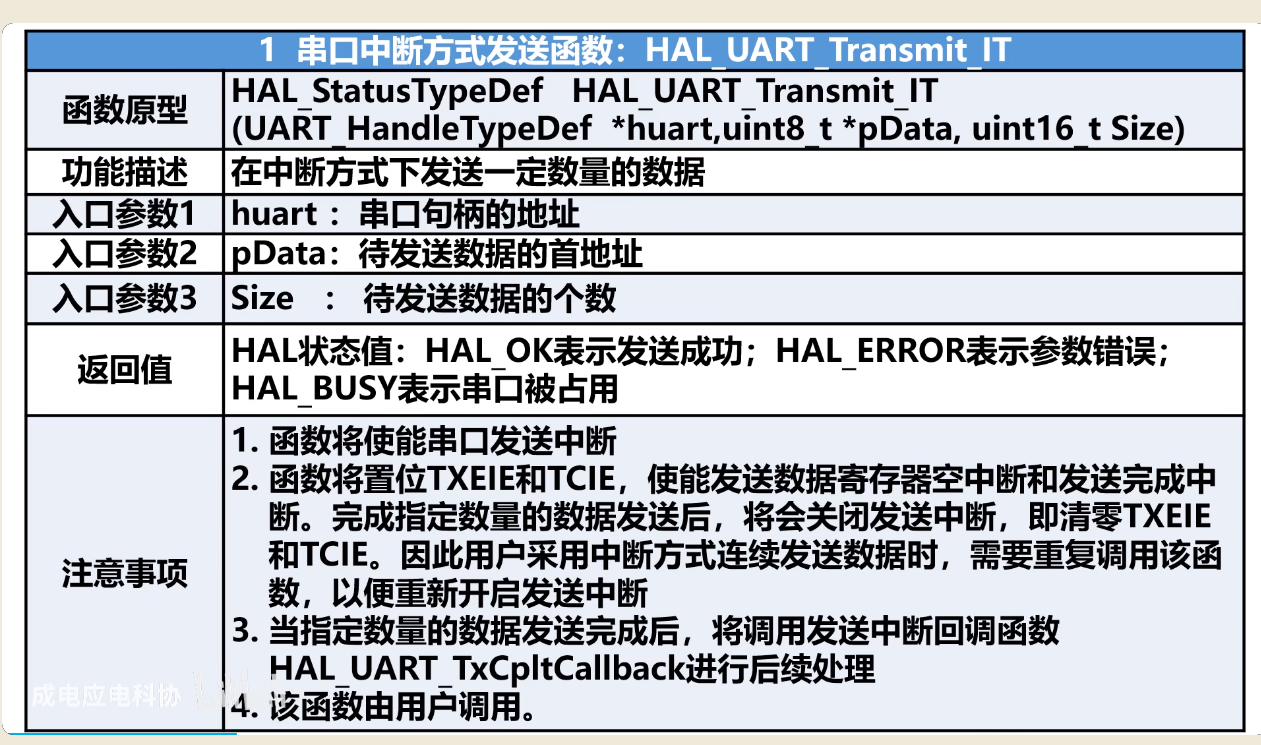 1 串口中断方式发送函数：HAL_UART_Transmit_IT
函数原型
HAL_StatusTypeDef HAL_UART_Transmit_IT
(UART_HandleTypeDef *huart,uint8_t *pData, uint16_t Size)
功能描述
在中断方式下发送一定数量的数据
入口参数1
huart ：串口句柄的地址
入口参数2
pData：待发送数据的首地址
入口参数3
Size ： 待发送数据的个数
返回值
HAL状态值：HAL_OK表示发送成功；HAL_ERROR表示参数错误；
HAL_BUSY表示串口被占用
注意事项
1. 函数将使能串口发送中断
2. 函数将置位TXEIE和TCIE，使能发送数据寄存器空中断和发送完成中
断。完成指定数量的数据发送后，将会关闭发送中断，即清零TXEIE
和TCIE。因此用户采用中断方式连续发送数据时，需要重复调用该函
数，以便重新开启发送中断
3. 当指定数量的数据发送完成后，将调用发送中断回调函数
HAL_UART_TxCpltCallback进行后续处理
4. 该函数由用户调用。
成电应电科协